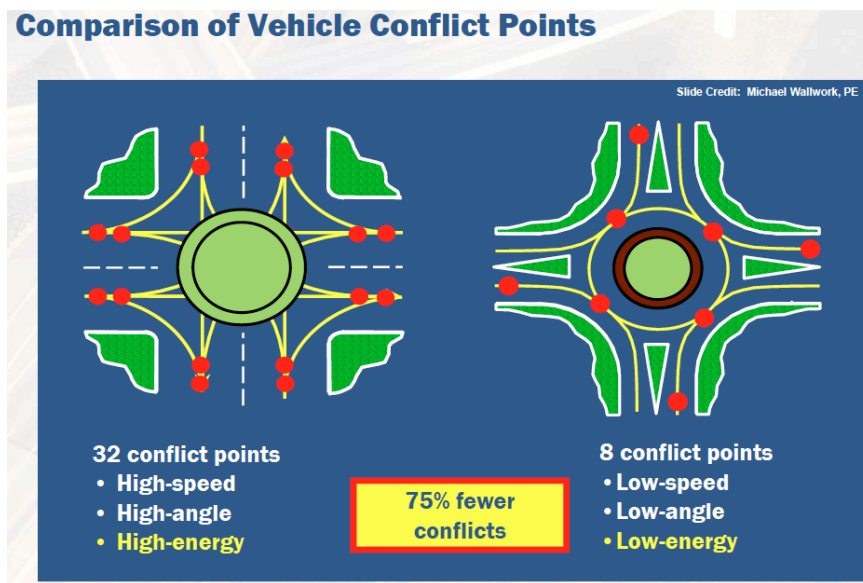 Comparison of Vehicle Conflict Points
Slide Credit: Michael Wallwork, PE
32 conflict points
• High-speed
• High-angle
• High-energy
75% fewer
conflicts
8 conflict points
• Low-speed
• Low-angle
• Low-energy